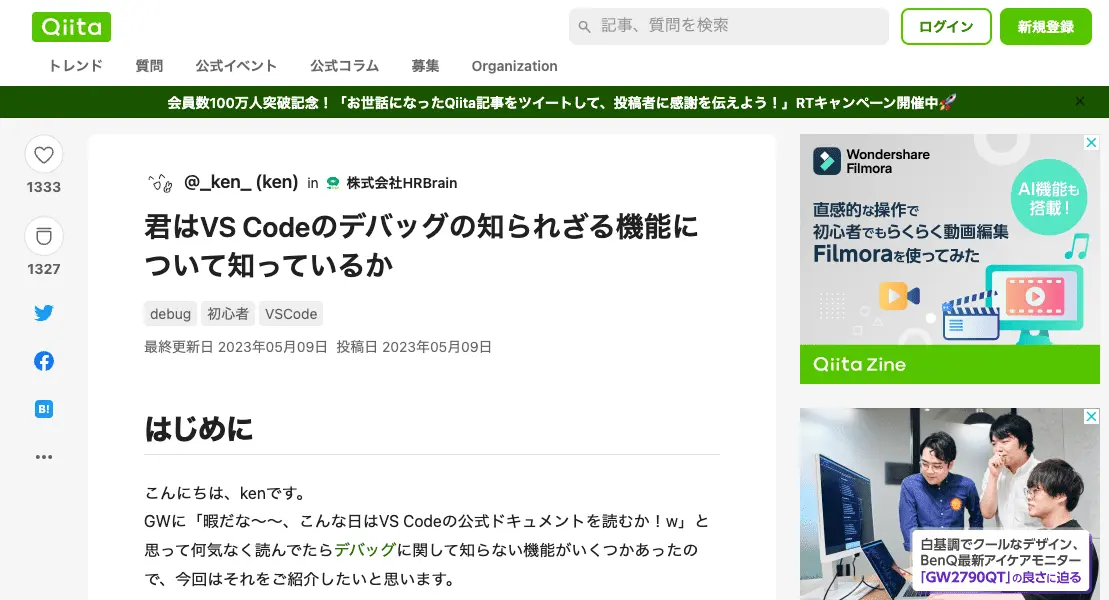 Qiita
記事、質問を検索
ログイン
新規登録
トレンド
質問
公式イベント
公式コラム
募集
Organization
会員数100万人突破記念！「お世話になったQiita記事をツイートして、投稿者に感謝を伝えよう！」RTキャンペーン開催中🚀
1333
1327
B!
@_ken_ (ken) in 株式会社HRBrain
君はVS Codeのデバッグの知られざる機能に
ついて知っているか
debug 初心者 VSCode
最終更新日 2023年05月09日 投稿日 2023年05月09日
はじめに
こんにちは、kenです。
GWに「暇だな〜〜、こんな日はVS Codeの公式ドキュメントを読むか！w」と
思って何気なく読んでたらデバッグに関して知らない機能がいくつかあったの
で、今回はそれをご紹介したいと思います。
Wondershare
Filmora
AI機能も
搭載！
直感的な操作で
初心者でもらくらく動画編集
Filmoraを使ってみた
Qiita Zine
白基調でクールなデザイン、
BenQ最新アイケアモニター
「GW2790QT」の良さに迫る